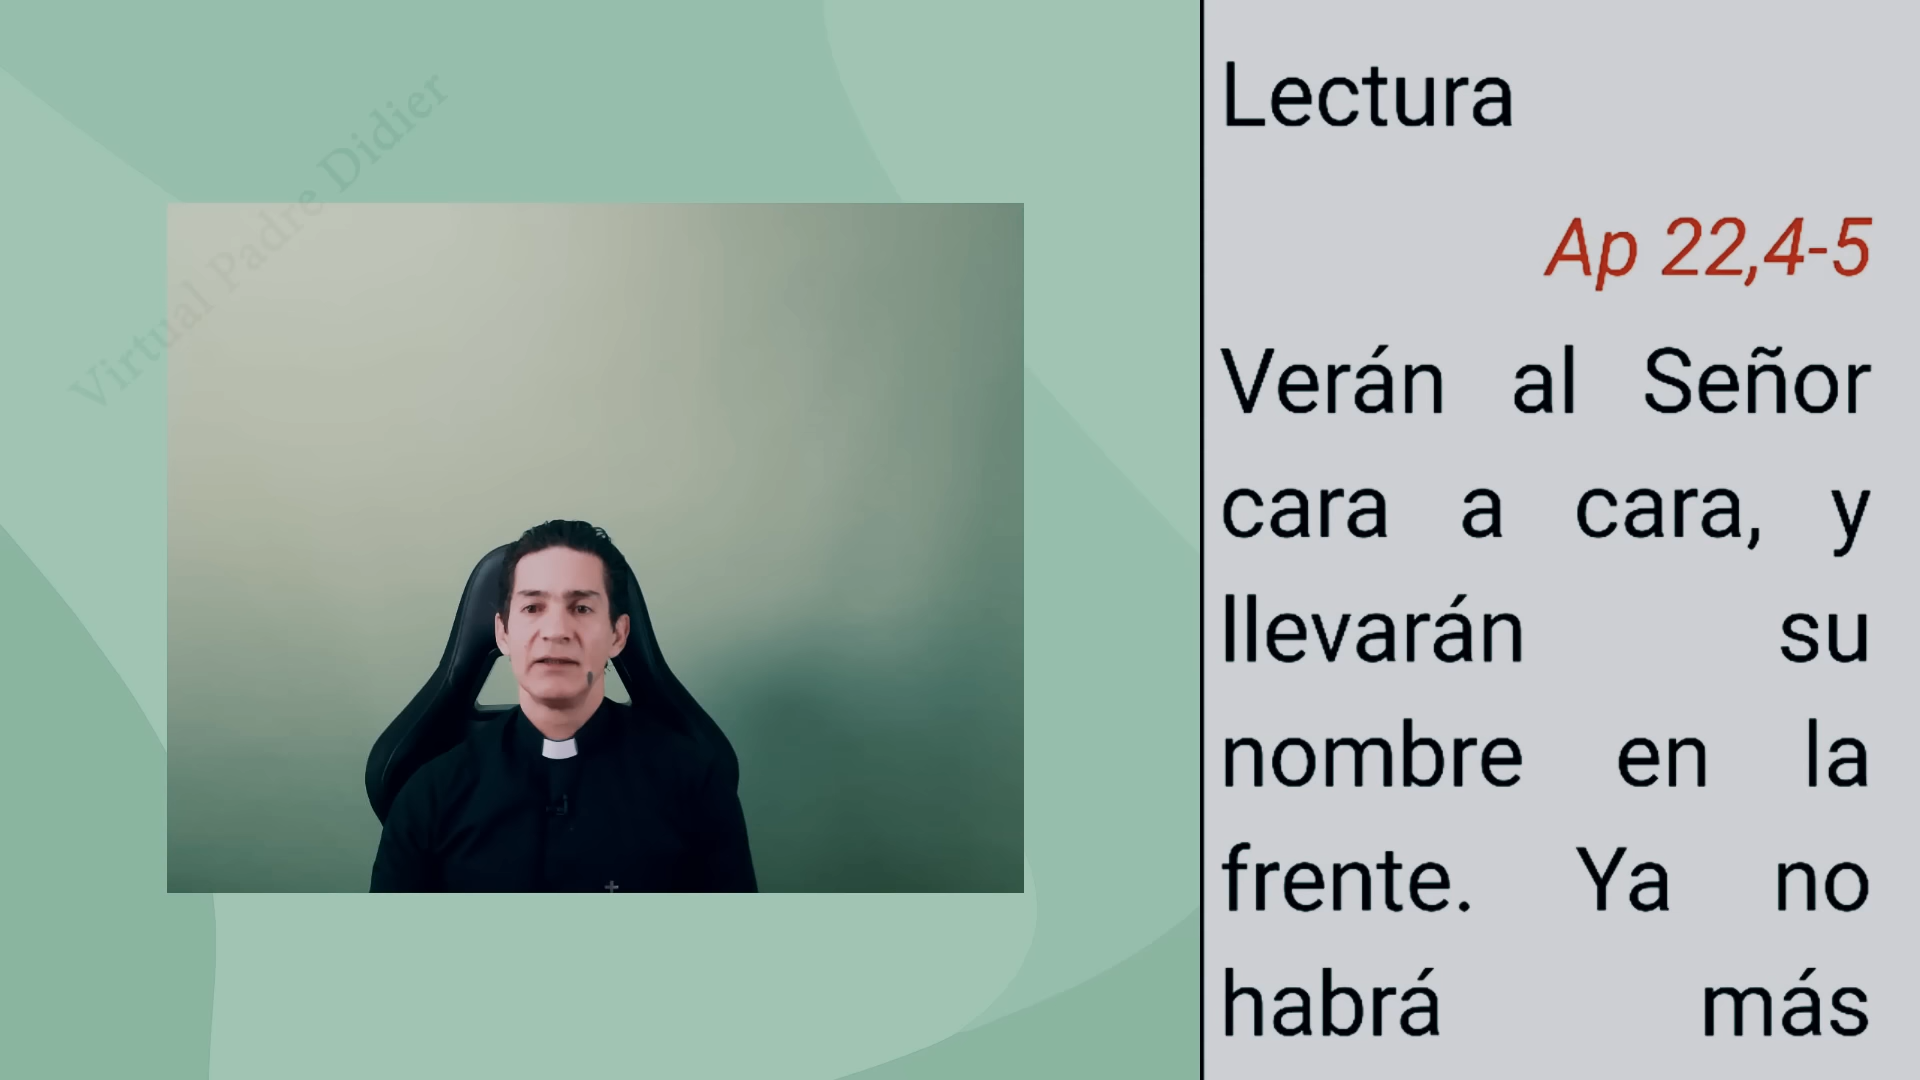 Virtual Padre Didier
Lectura
Ap 22,4-5
Verán al Señor
cara a cara, y
llevarán su
nombre en la
frente. Ya no
habrá más